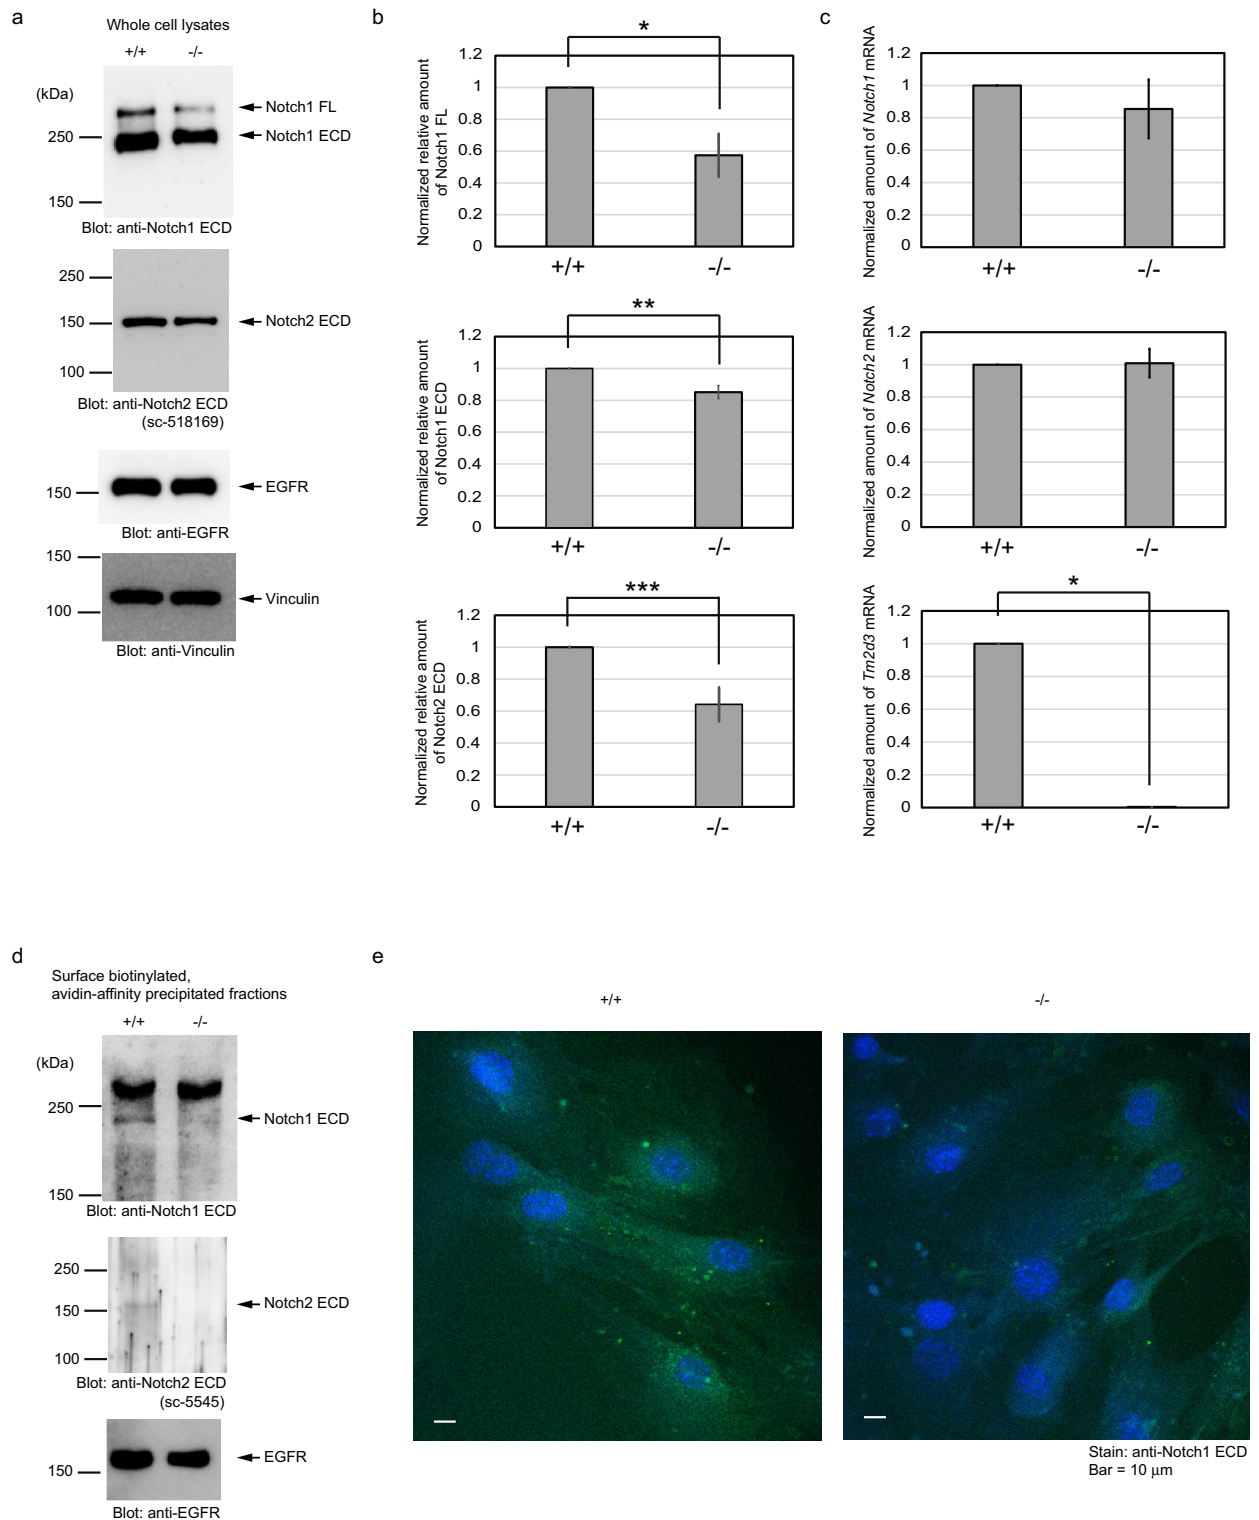 a
Whole cell lysates
+/+ -/-
(kDa)
Notch1 FL
250
Notch1 ECD
150
Blot: anti-Notch1 ECD
250
150
Notch2 ECD
100
Blot: anti-Notch2 ECD
(sc-518169)
150
EGFR
Blot: anti-EGFR
150
100
Vinculin
Blot: anti-Vinculin
b
*
Normalized relative amount
of Notch1 FL
1.2
1
0.8
0.6
0.4
0.2
0
+/+ -/-
**
Normalized relative amount
of Notch1 ECD
1.2
1
0.8
0.6
0.4
0.2
0
+/+ -/-
***
Normalized relative amount
of Notch2 ECD
1.2
1
0.8
0.6
0.4
0.2
0
+/+ -/-
c
Normalized amount of Notch1 mRNA
1.2
1
0.8
0.6
0.4
0.2
0
+/+ -/-
Normalized amount of Notch2 mRNA
1.2
1
0.8
0.6
0.4
0.2
0
+/+ -/-
*
Normalized amount of Tm2d3 mRNA
1.2
1
0.8
0.6
0.4
0.2
0
+/+ -/-
d
Surface biotinylated,
avidin-affinity precipitated fractions
+/+ -/-
(kDa)
250
Notch1 ECD
150
Blot: anti-Notch1 ECD
250
150
Notch2 ECD
100
Blot: anti-Notch2 ECD
(sc-5545)
150
EGFR
Blot: anti-EGFR
e
+/+ -/-
Stain: anti-Notch1 ECD
Bar = 10 μm